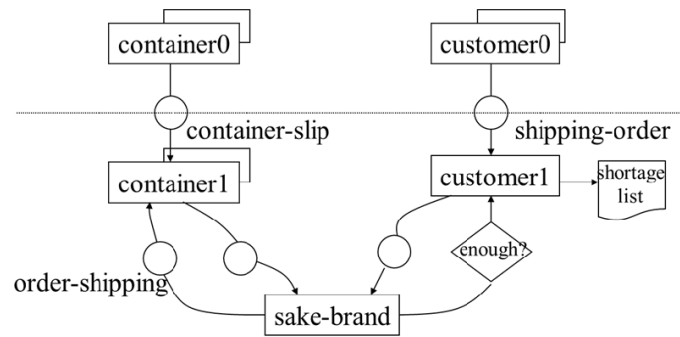 container0
customer0
container-slip
shipping-order
container1
customer1
shortage
list
enough?
order-shipping
sake-brand